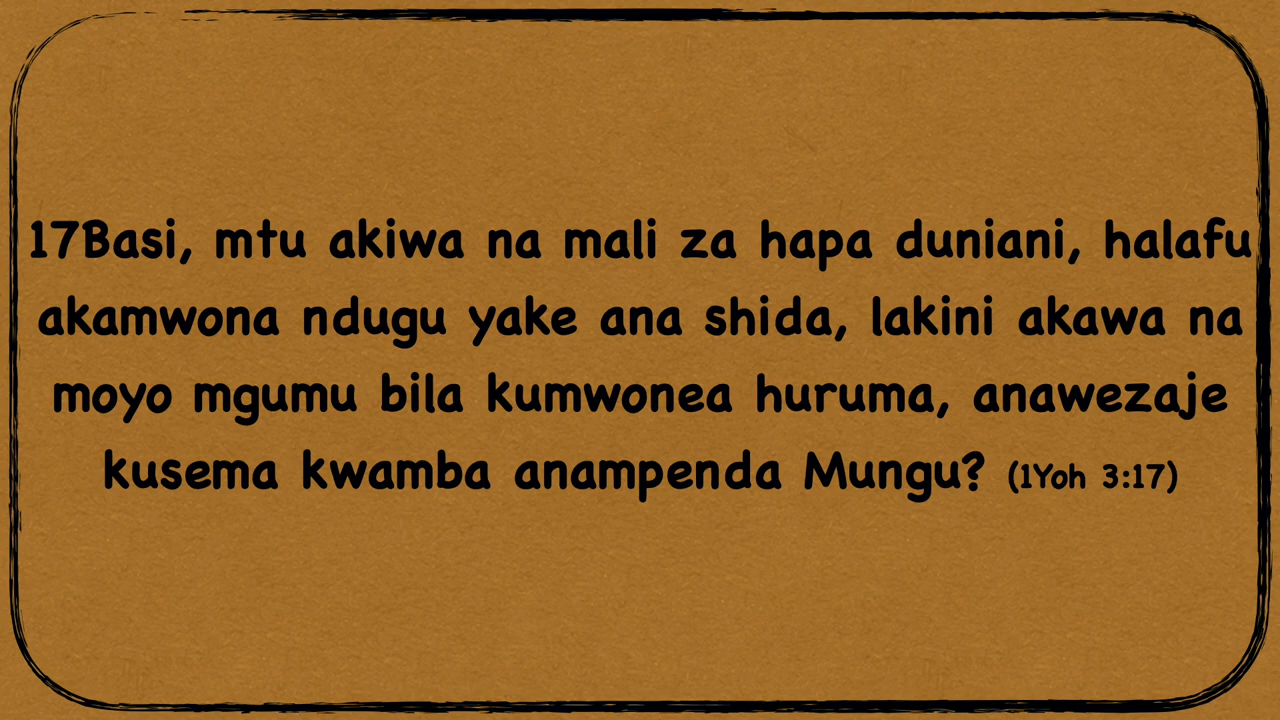 17Basi, mtu akiwa na mali za hapa duniani, halafu
akamwona ndugu yake ana shida, lakini akawa na
moyo mgumu bila kumwonea huruma, anawezaje
kusema kwamba anampenda Mungu? (1Yoh 3:17)